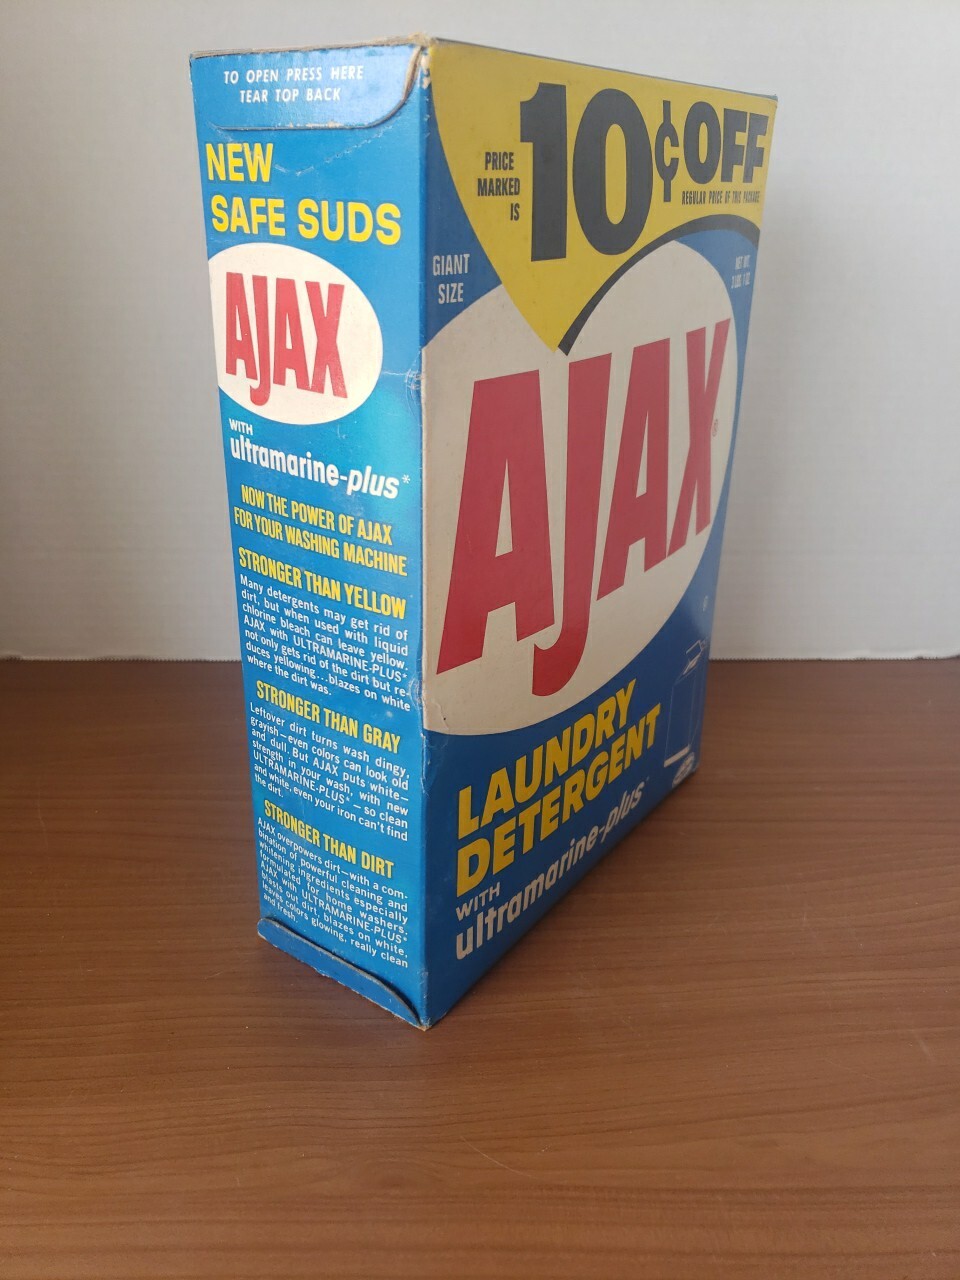 TO OPEN PRESS HERE
TEAR TOP BACK
NEW
SAFE SUDS
AJAX
WITH
ultramarine-plus*
NOW THE POWER OF AJAX
FOR YOUR WASHING MACHINE
STRONGER THAN YELLOW
Many detergents may get rid of
dirt, but when used with liquid
chlorine bleach can leave yellow.
AJAX with ULTRAMARINE-PLUS*
not only gets rid of the dirt but re-
duces yellowing...blazes on white
where the dirt was.
STRONGER THAN GRAY
Leftover dirt turns wash dingy,
grayish—even colors can look old
and dull. But AJAX puts white-
strength in your wash, with new
ULTRAMARINE-PLUS* — so clean
and white, even your iron can't find
the dirt.
STRONGER THAN DIRT
AJAX overpowers dirt—with a com-
bination of powerful cleaning and
whitening ingredients especially
formulated for home washers.
AJAX with ULTRAMARINE-PLUS*
blasts out dirt, blazes on white,
leaves colors glowing, really clean
and fresh.
PRICE
MARKED
IS
10¢ OFF
REGULAR PRICE OF THIS PACKAGE
GIANT
SIZE
NET WT.
AJAX®
LAUNDRY
DETERGENT
WITH
ultramarine-plus*